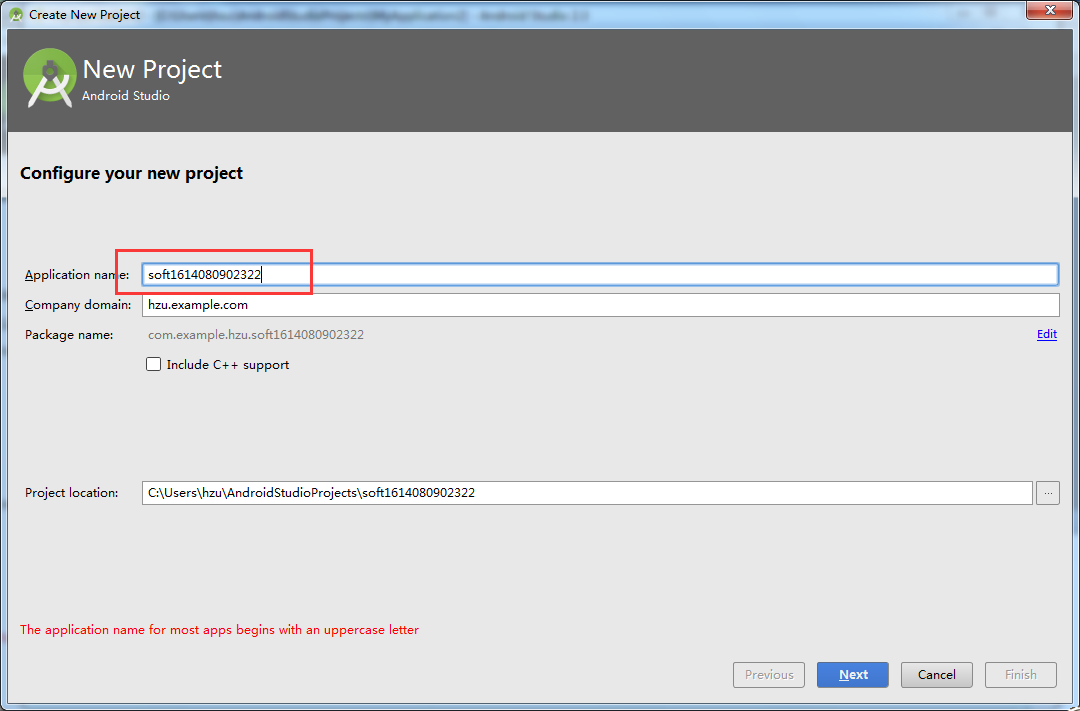 Create New Project
New Project
Android Studio
Configure your new project
Application name: soft1614080902322
Company domain: hzu.example.com
Package name: com.example.hzu.soft1614080902322 Edit
Include C++ support
Project location: C:\Users\hzu\AndroidStudioProjects\soft1614080902322 ...
The application name for most apps begins with an uppercase letter
Previous Next Cancel Finish